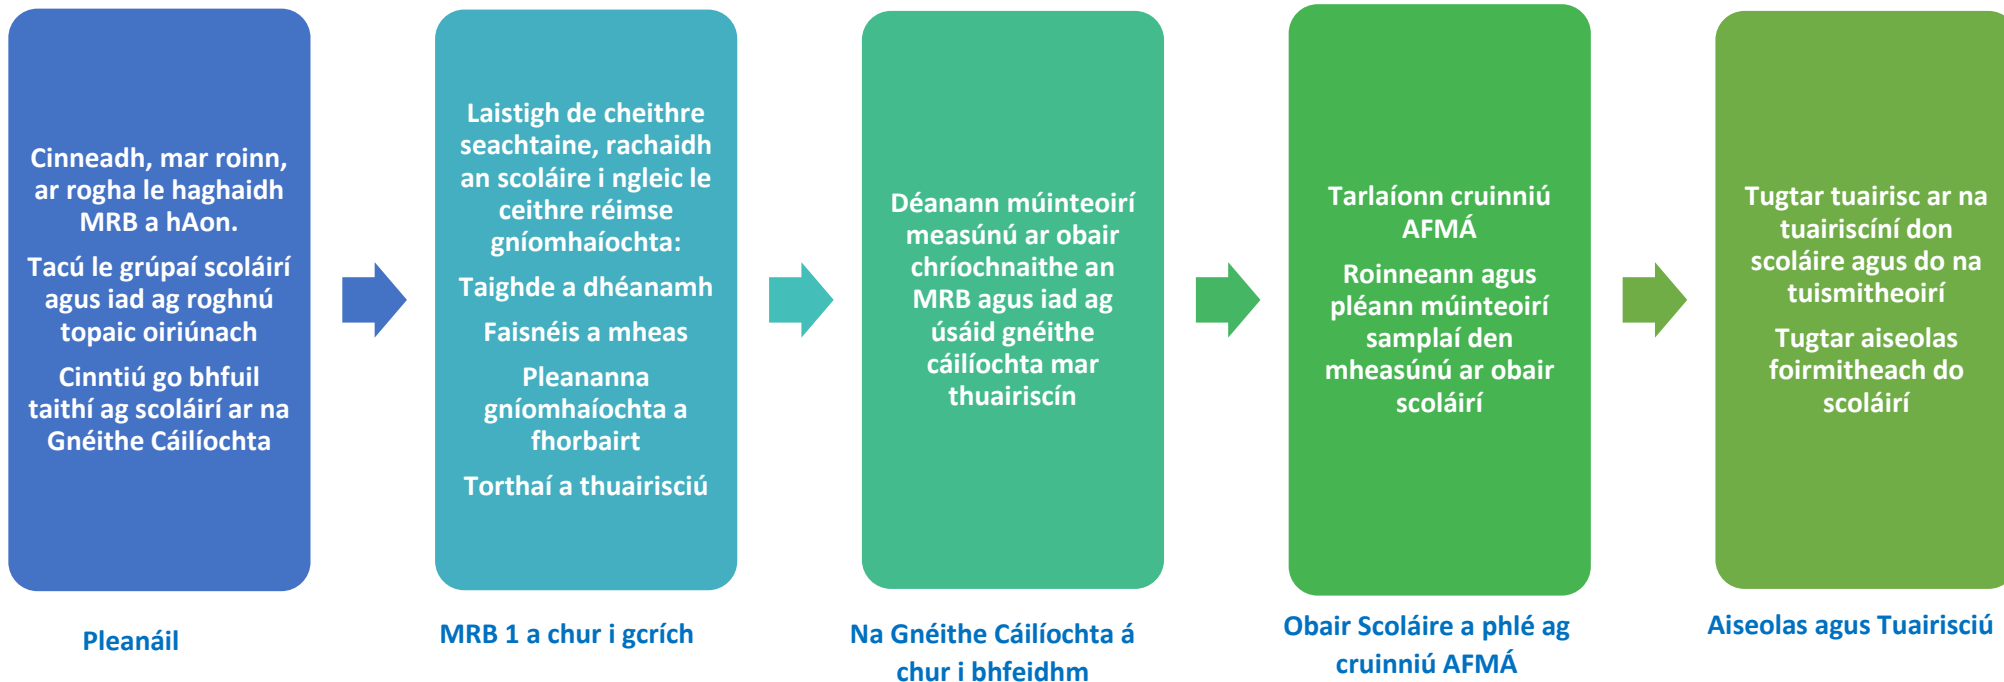 Cinneadh, mar roinn,
ar rogha le haghaidh
MRB a hAon.
Tacú le grúpaí scoláirí
agus iad ag roghnú
topaic oiriúnach
Cinntiú go bhfuil
taithí ag scoláirí ar na
Gnéithe Cáilíochta
Pleanáil
Laistigh de cheithre
seachtaine, rachaidh
an scoláire i ngleic le
ceithre réimse
gníomhaíochta:
Taighde a dhéanamh
Faisnéis a mheas
Pleananna
gníomhaíochta a
fhorbairt
Torthaí a thuairisciú
MRB 1 a chur i gcrích
Déanann múinteoirí
measúnú ar obair
chríochnaithe an
MRB agus iad ag
úsáid gnéithe
cáilíochta mar
thuairiscín
Na Gnéithe Cáilíochta á
chur i bhfeidhm
Tarlaíonn cruinniú
AFMÁ
Roinneann agus
pléann múinteoirí
samplaí den
mheasúnú ar obair
scoláirí
Obair Scoláire a phlé ag
cruinniú AFMÁ
Tugtar tuairisc ar na
tuairiscíní don
scoláire agus do na
tuismitheoirí
Tugtar aiseolas
foirmitheach do
scoláirí
Aiseolas agus Tuairisciú